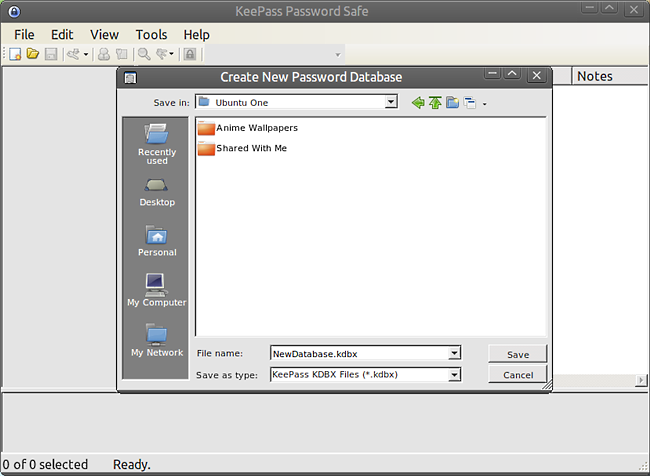 KeePass Password Safe
File Edit View Tools Help
Create New Password Database
Notes
Save in: Ubuntu One
Anime Wallpapers
Shared With Me
Recently
used
Desktop
Personal
My Computer
My Network
File name: NewDatabase.kdbx Save
Save as type: KeePass KDBX Files (*.kdbx) Cancel
0 of 0 selected Ready.